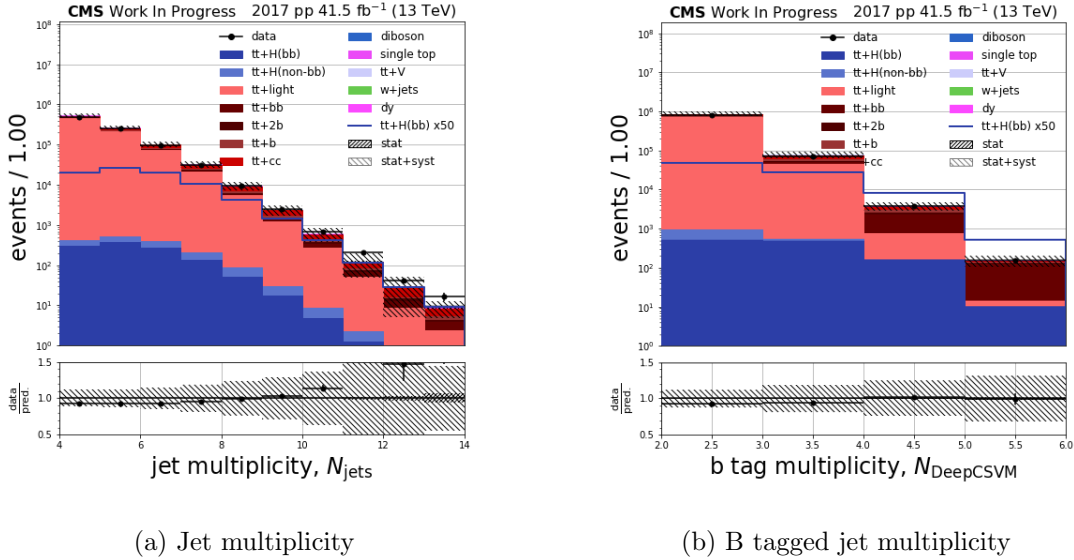 CMS Work In Progress 2017 pp 41.5 fb⁻¹ (13 TeV)
events / 1.00
10⁸
10⁷
10⁶
10⁵
10⁴
10³
10²
10¹
10⁰
data
tt+H(bb)
tt+H(non-bb)
tt+light
tt+bb
tt+2b
tt+b
tt+cc
diboson
single top
tt+V
w+jets
dy
tt+H(bb) x50
stat
stat+syst
data
pred.
1.5
1.0
0.5
4 6 8 10 12 14
jet multiplicity, N_jets
(a) Jet multiplicity
CMS Work In Progress 2017 pp 41.5 fb⁻¹ (13 TeV)
events / 1.00
10⁸
10⁷
10⁶
10⁵
10⁴
10³
10²
10¹
10⁰
data
tt+H(bb)
tt+H(non-bb)
tt+light
tt+bb
tt+2b
tt+b
+cc
diboson
single top
tt+V
w+jets
dy
tt+H(bb) x50
stat
stat+syst
data
pred.
1.5
1.0
0.5
2.0 2.5 3.0 3.5 4.0 4.5 5.0 5.5 6.0
b tag multiplicity, N_DeepCSVM
(b) B tagged jet multiplicity